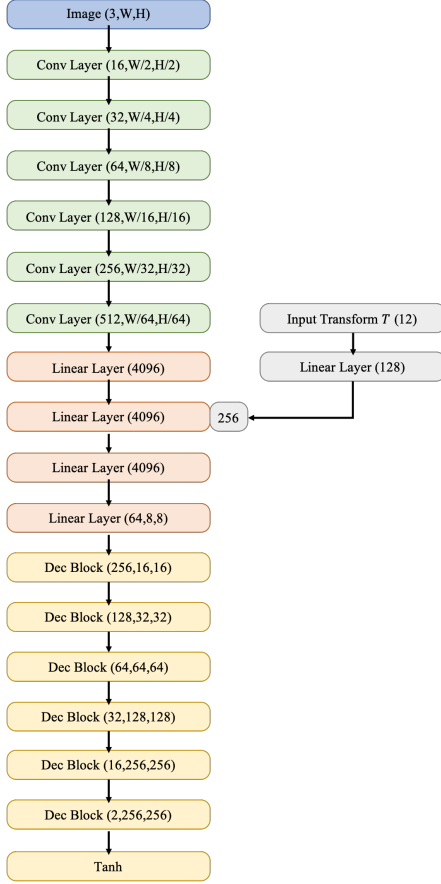 Image (3,W,H)
Conv Layer (16,W/2,H/2)
Conv Layer (32,W/4,H/4)
Conv Layer (64,W/8,H/8)
Conv Layer (128,W/16,H/16)
Conv Layer (256,W/32,H/32)
Conv Layer (512,W/64,H/64)
Input Transform T (12)
Linear Layer (4096)
Linear Layer (128)
Linear Layer (4096)
256
Linear Layer (4096)
Linear Layer (64,8,8)
Dec Block (256,16,16)
Dec Block (128,32,32)
Dec Block (64,64,64)
Dec Block (32,128,128)
Dec Block (16,256,256)
Dec Block (2,256,256)
Tanh